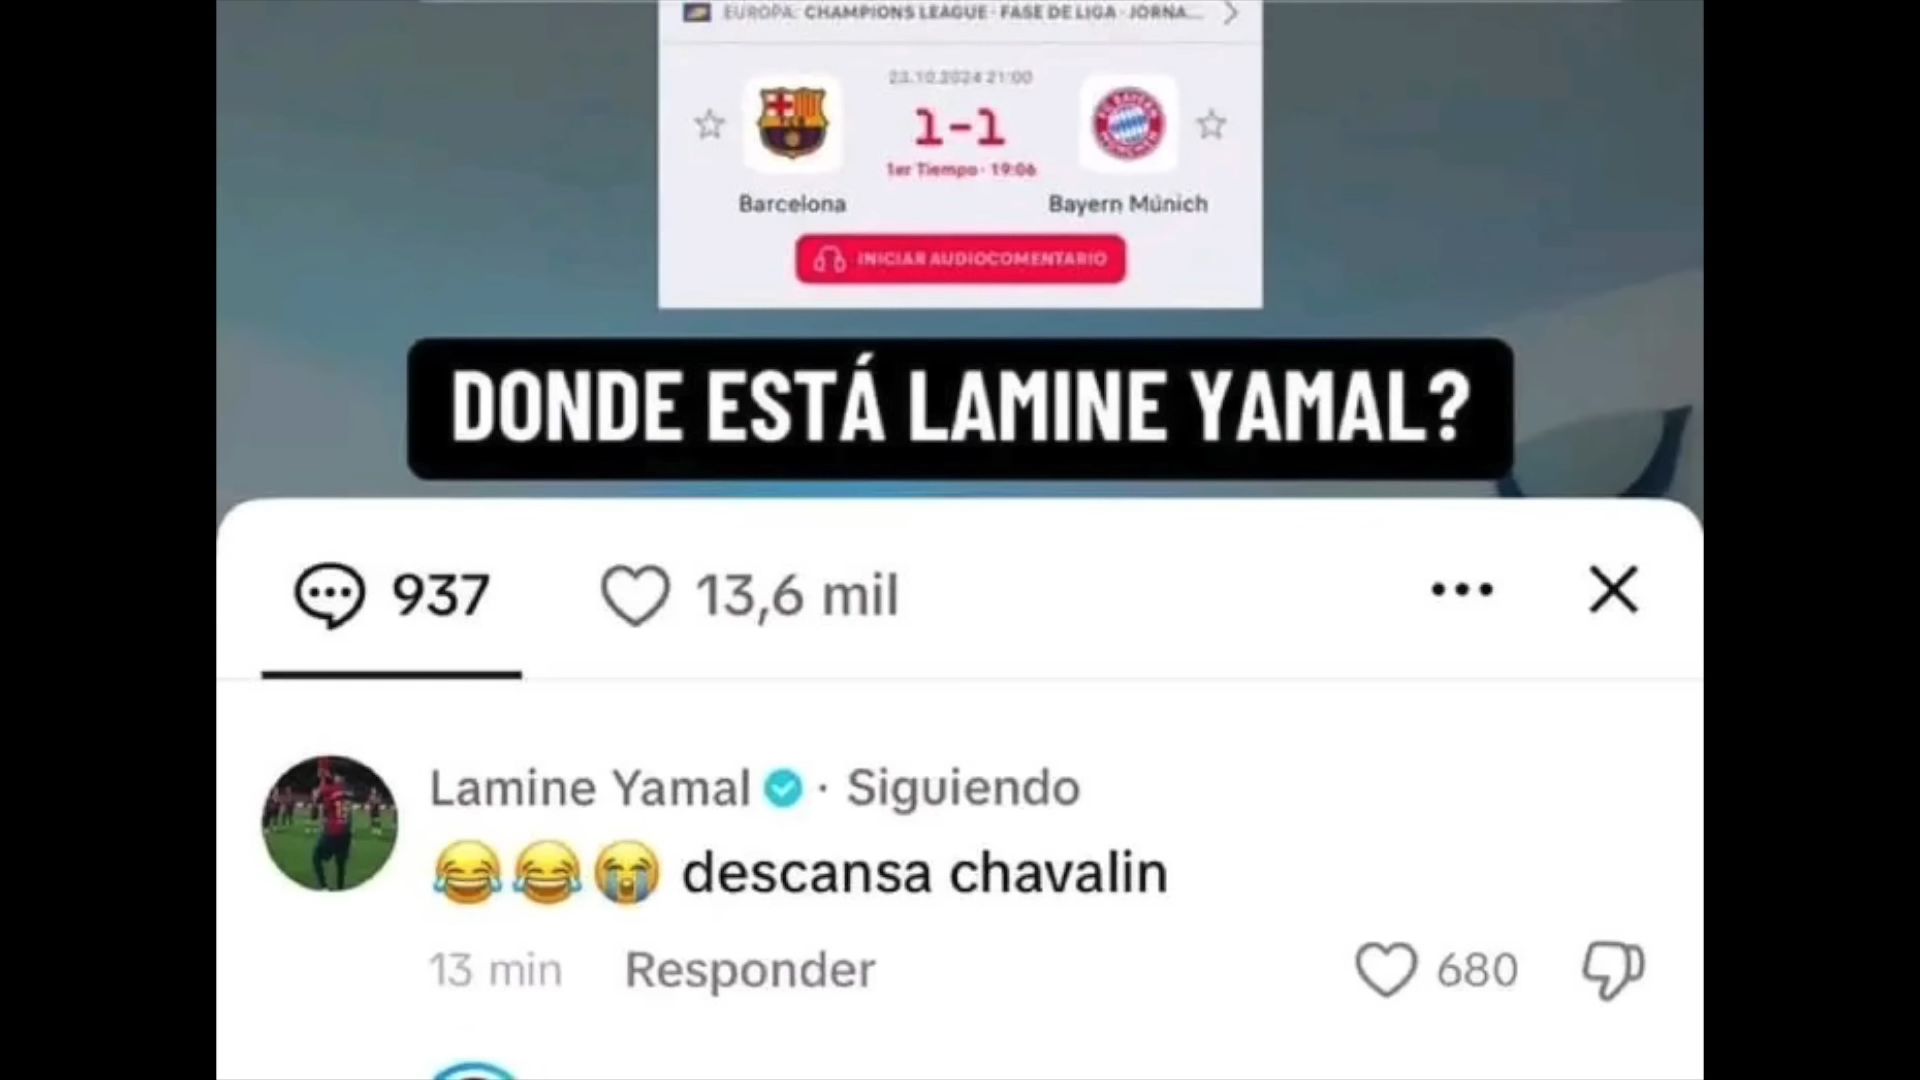 EUROPA: CHAMPIONS LEAGUE - FASE DE LIGA - JORNA...
23.10.2024 21:00
1-1
1er Tiempo - 19:06
Barcelona
Bayern Múnich
INICIAR AUDIOCOMENTARIO
DONDE ESTÁ LAMINE YAMAL?
937
13,6 mil
Lamine Yamal · Siguiendo
😂😂😭 descansa chavalin
13 min Responder 680